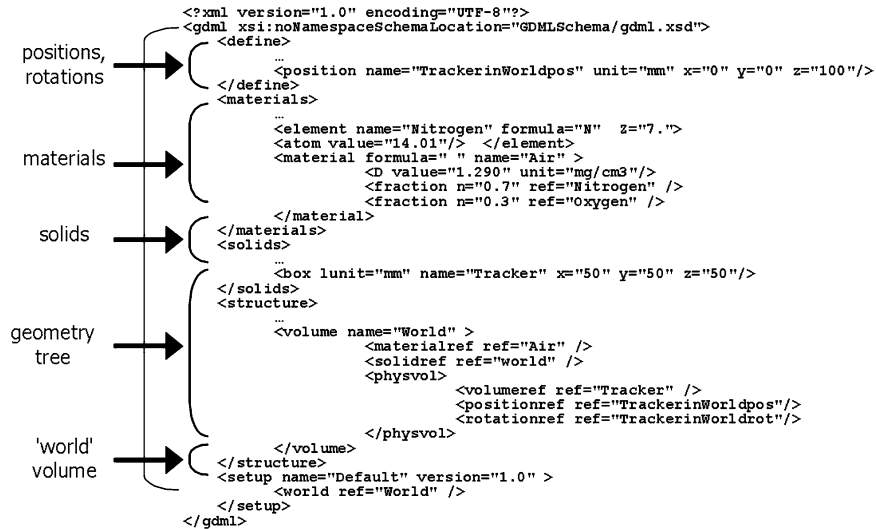 <?xml version="1.0" encoding="UTF-8"?>
<gdml xsi:noNamespaceSchemaLocation="GDMLSchema/gdml.xsd">
<define>
positions,
rotations
…
<position name="TrackerinWorldpos" unit="mm" x="0" y="0" z="100"/>
</define>
<materials>
…
<element name="Nitrogen" formula="N"  Z="7.">
<atom value="14.01"/>  </element>
materials
<material formula=" " name="Air" >
<D value="1.290" unit="mg/cm3"/>
<fraction n="0.7" ref="Nitrogen" />
<fraction n="0.3" ref="Oxygen" />
</material>
</materials>
solids
<solids>
…
<box lunit="mm" name="Tracker" x="50" y="50" z="50"/>
</solids>
<structure>
…
geometry
tree
<volume name="World" >
<materialref ref="Air" />
<solidref ref="world" />
<physvol>
<volumeref ref="Tracker" />
<positionref ref="TrackerinWorldpos"/>
<rotationref ref="TrackerinWorldrot"/>
</physvol>
'world'
volume
</volume>
</structure>
<setup name="Default" version="1.0" >
<world ref="World" />
</setup>
</gdml>